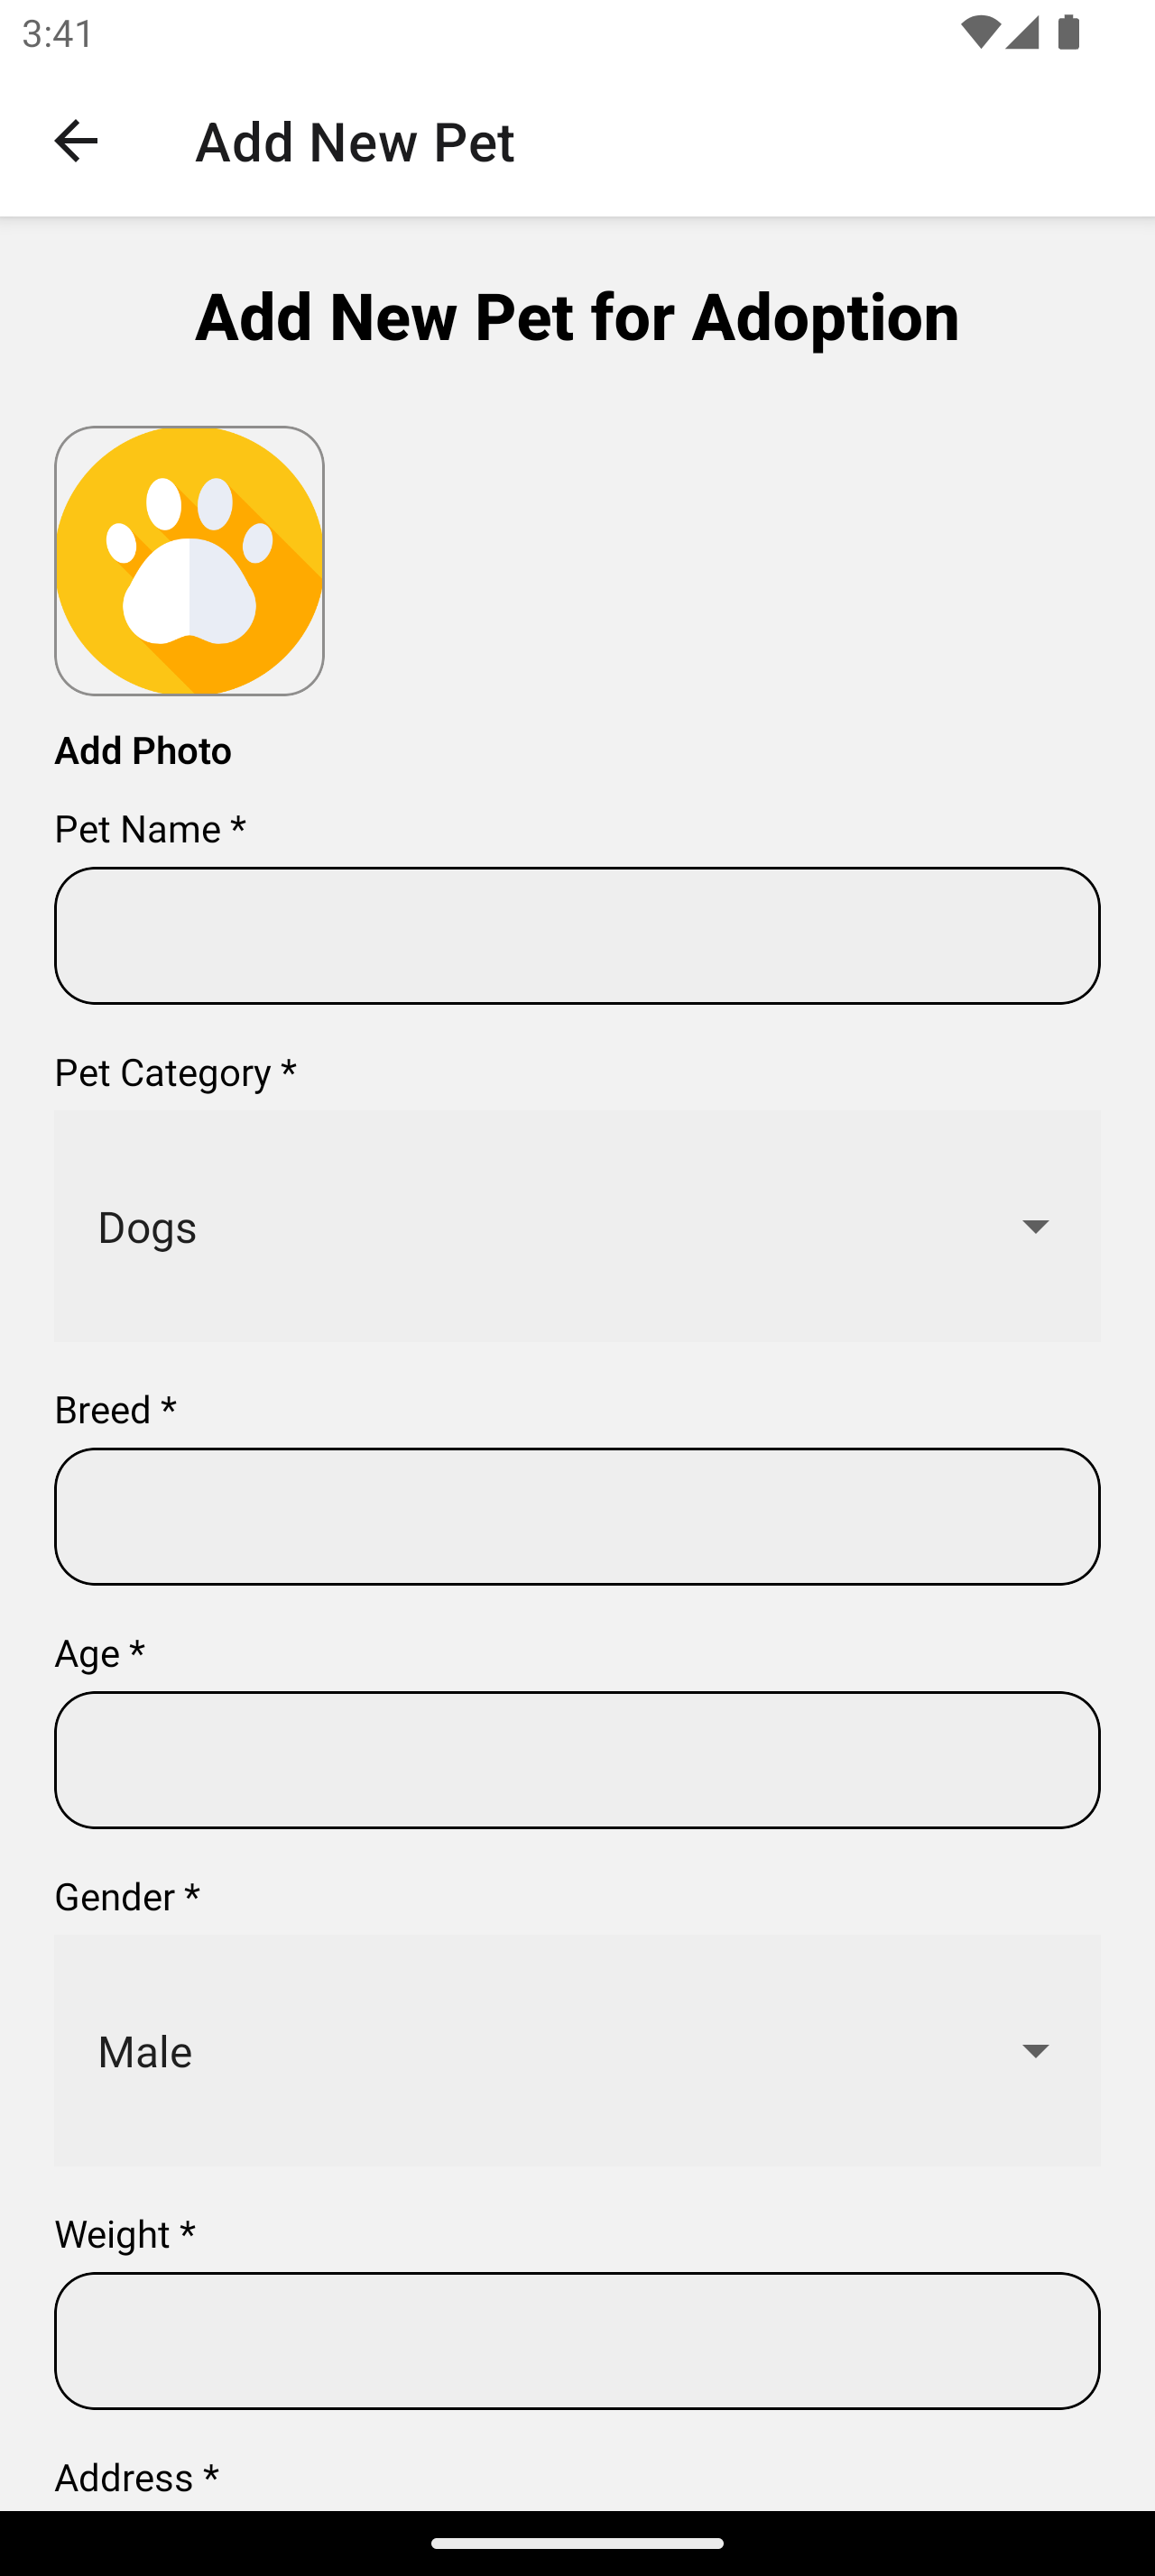 3:41
Add New Pet
Add New Pet for Adoption
Add Photo
Pet Name *
Pet Category *
Dogs
Breed *
Age *
Gender *
Male
Weight *
Address *